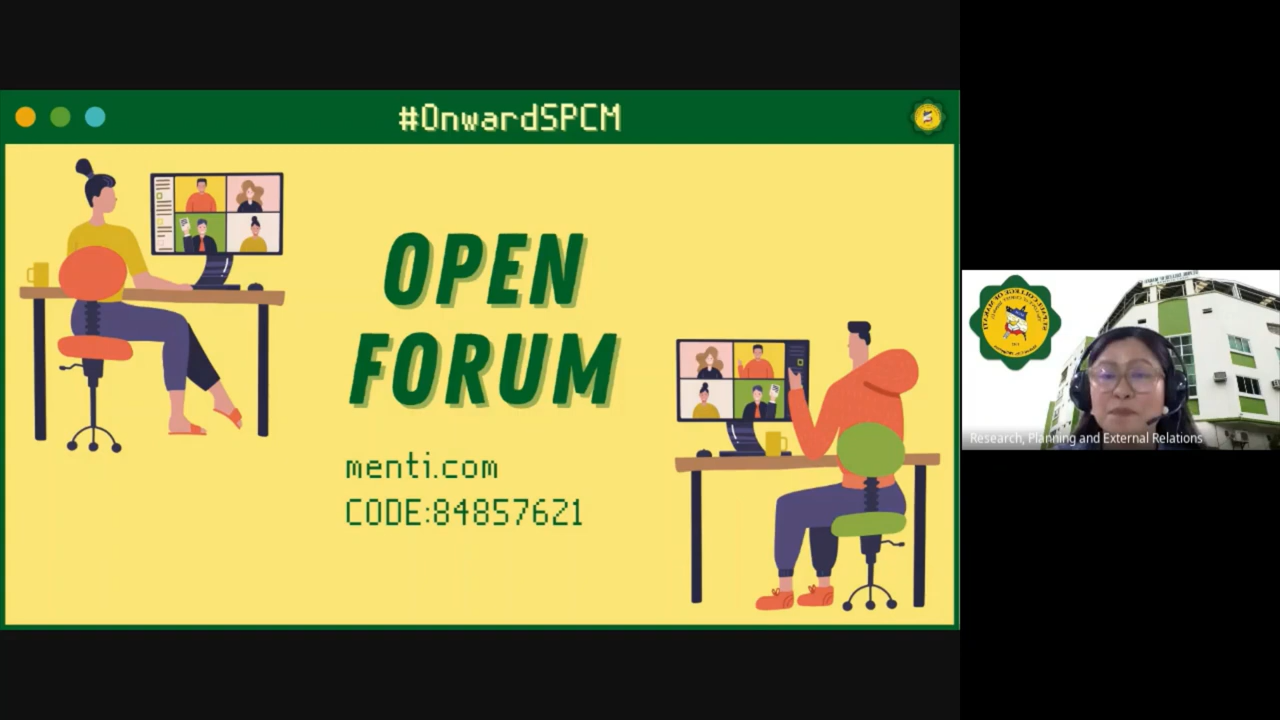 #OnwardSPCM
OPEN
FORUM
menti.com
CODE:84857621
Research, Planning and External Relations